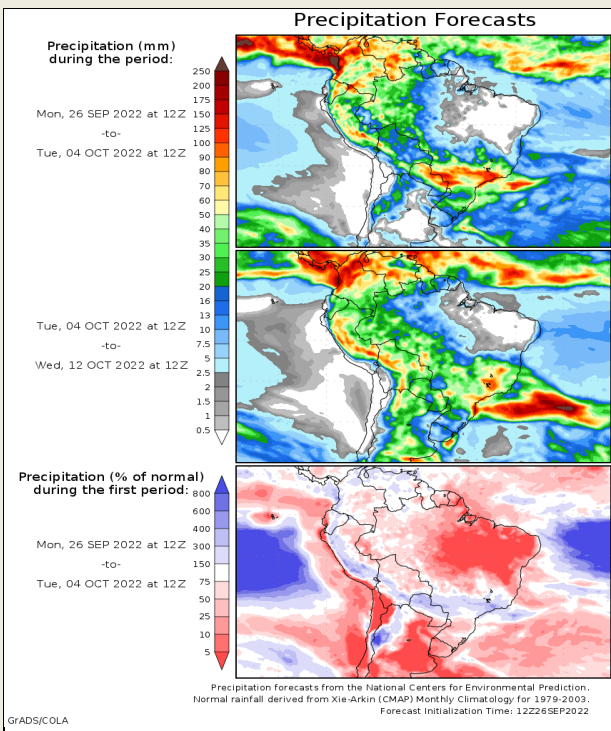 Precipitation Forecasts
Precipitation (mm)
during the period:
Mon, 26 SEP 2022 at 12Z
-to-
Tue, 04 OCT 2022 at 12Z
250
200
175
150
125
100
90
80
70
60
50
40
35
30
25
20
16
13
10
7.5
5
2.5
2
1.5
1
0.5
Tue, 04 OCT 2022 at 12Z
-to-
Wed, 12 OCT 2022 at 12Z
Precipitation (% of normal)
during the first period:
Mon, 26 SEP 2022 at 12Z
-to-
Tue, 04 OCT 2022 at 12Z
800
600
400
300
150
75
50
25
10
5
Precipitation forecasts from the National Centers for Environmental Prediction.
Normal rainfall derived from Xie-Arkin (CMAP) Monthly Climatology for 1979-2003.
Forecast Initialization Time: 12Z26SEP2022
GrADS/COLA